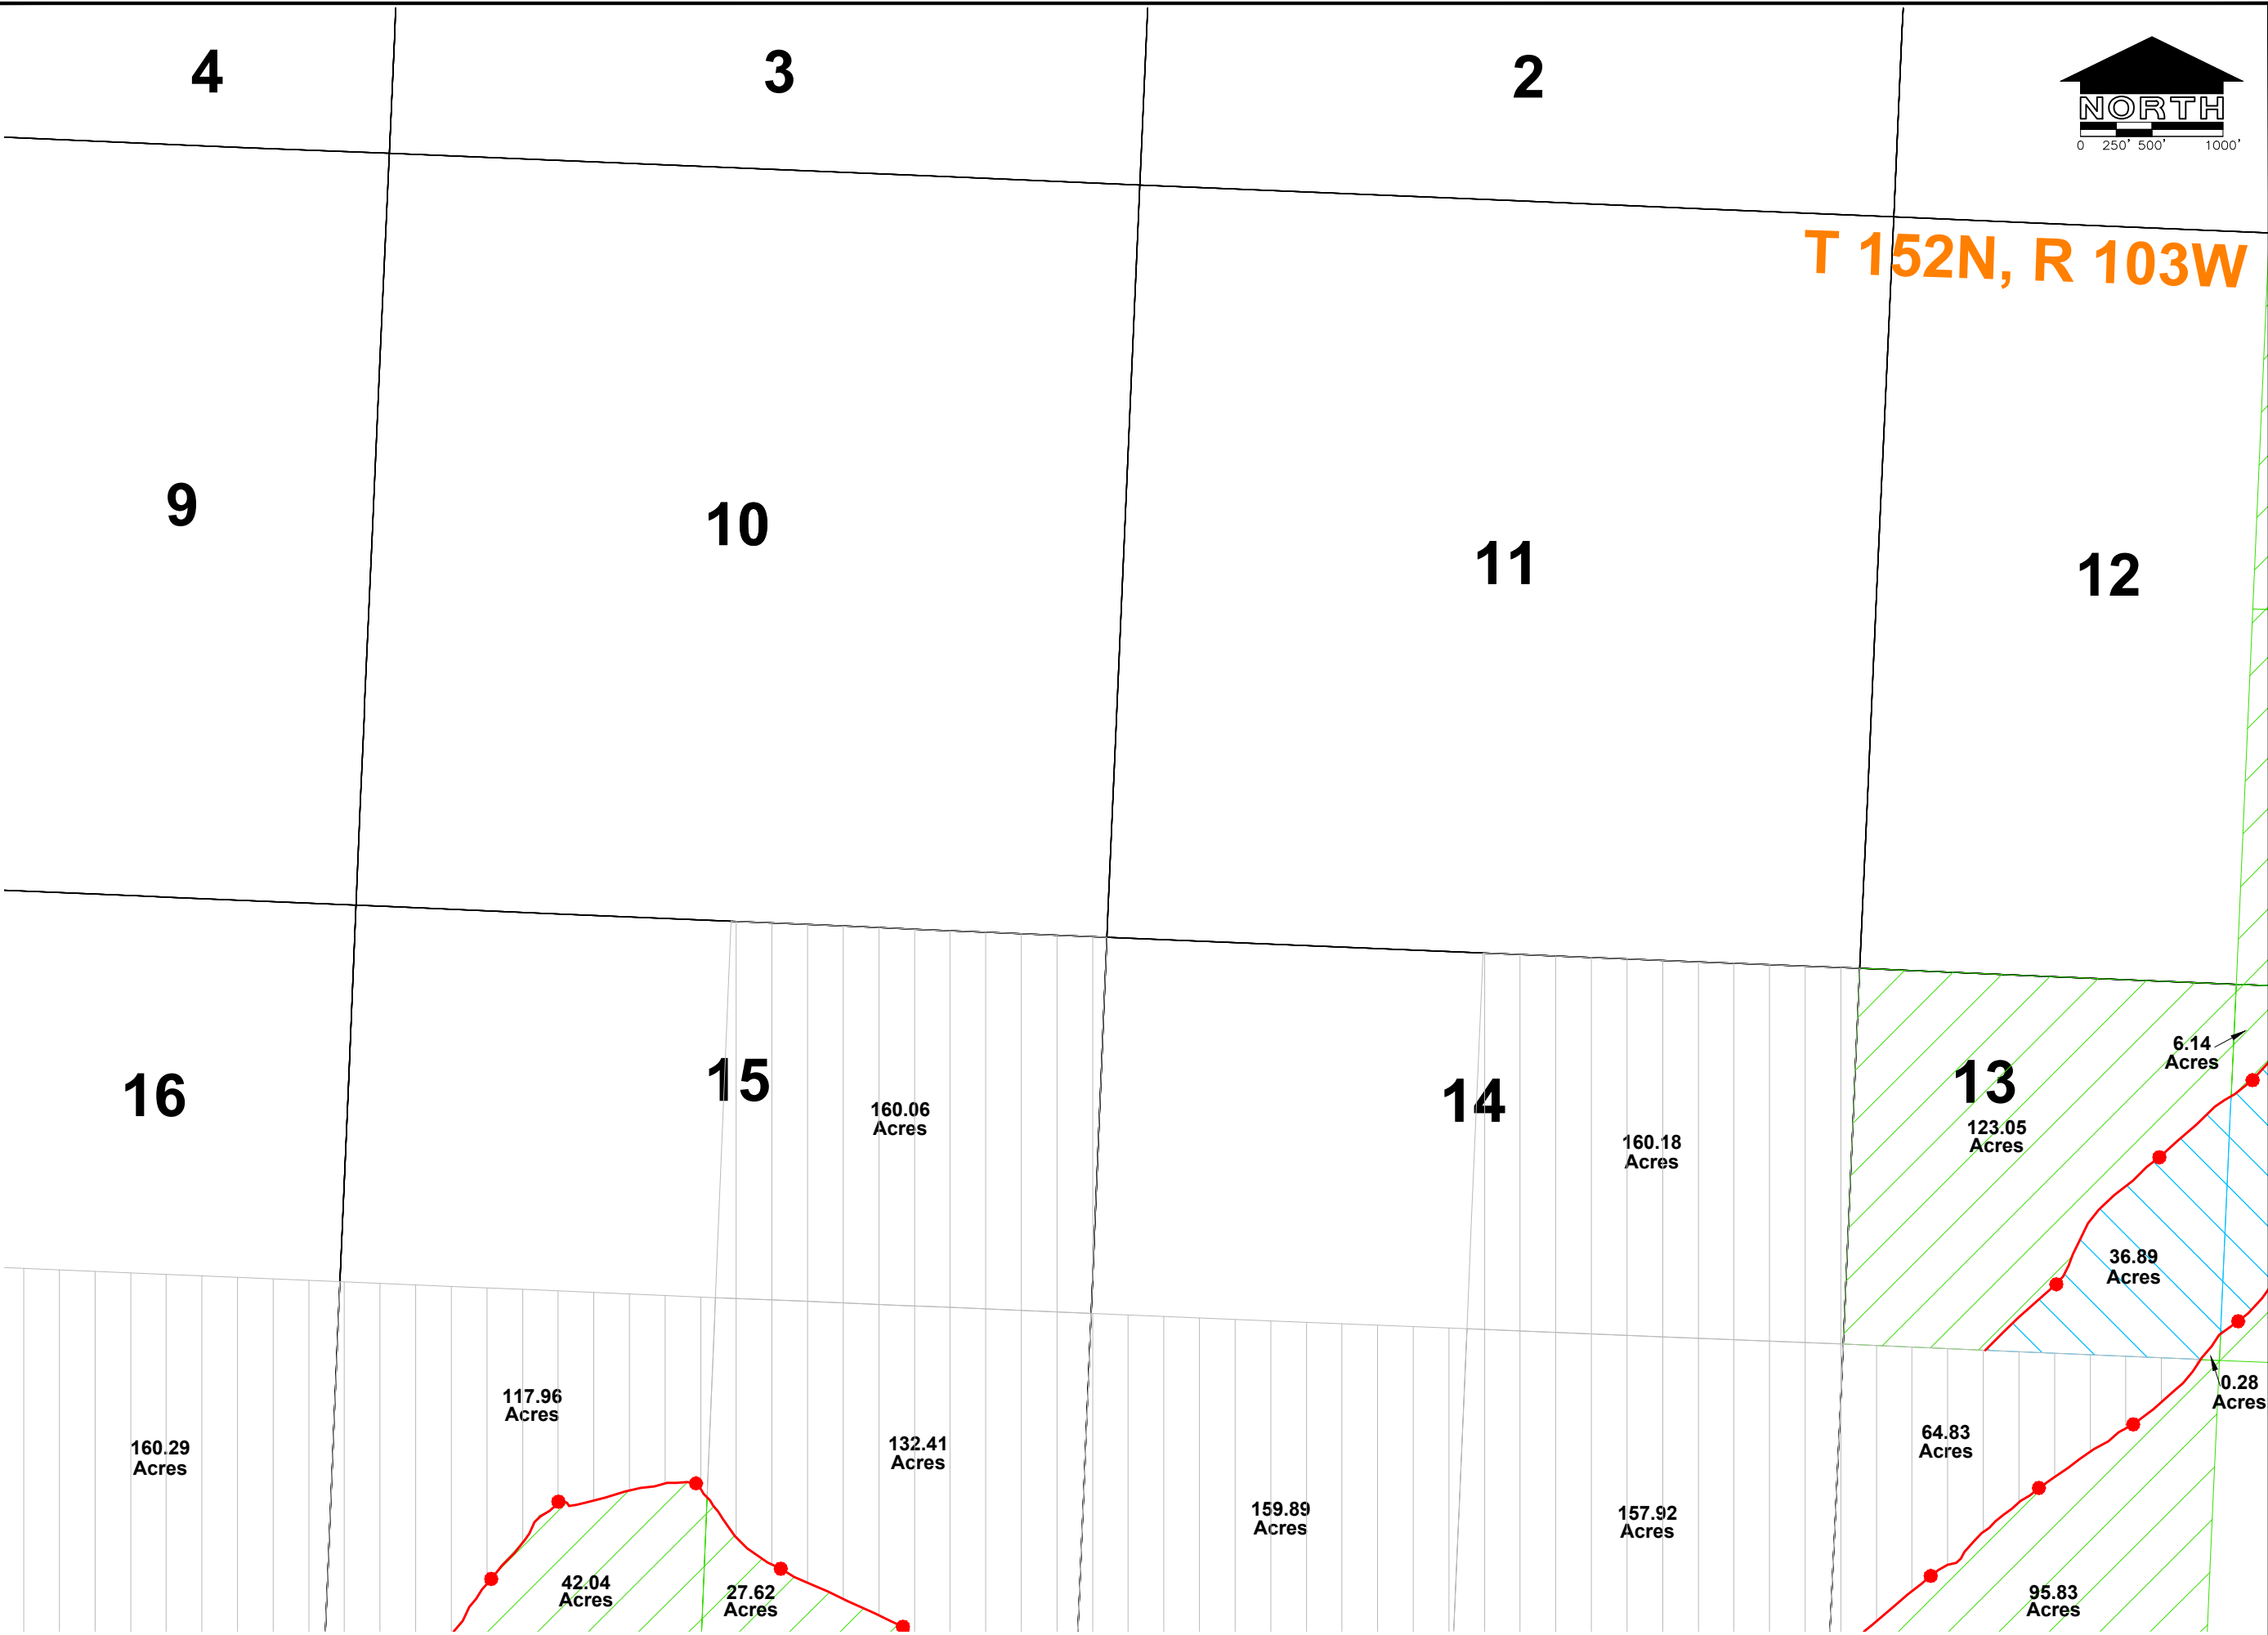 4
3
2
NORTH
0 250' 500' 1000'
T 152N, R 103W
9
10
11
12
16
15
14
13
160.06
Acres
160.18
Acres
6.14
Acres
123.05
Acres
36.89
Acres
0.28
Acres
117.96
Acres
160.29
Acres
132.41
Acres
64.83
Acres
159.89
Acres
157.92
Acres
42.04
Acres
27.62
Acres
95.83
Acres